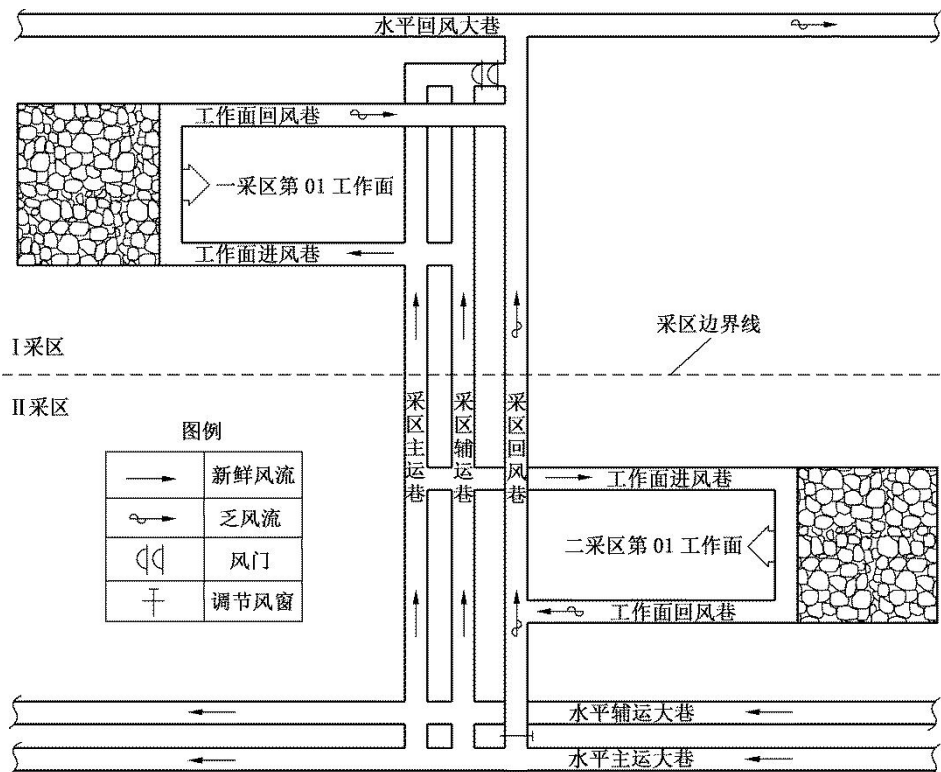 水平回风大巷
工作面回风巷
一采区第 01 工作面
工作面进风巷
采区边界线
Ⅰ采区
Ⅱ采区
采区主运巷
采区辅运巷
采区回风巷
图例
新鲜风流
乏风流
风门
调节风窗
工作面进风巷
二采区第 01 工作面
工作面回风巷
水平辅运大巷
水平主运大巷